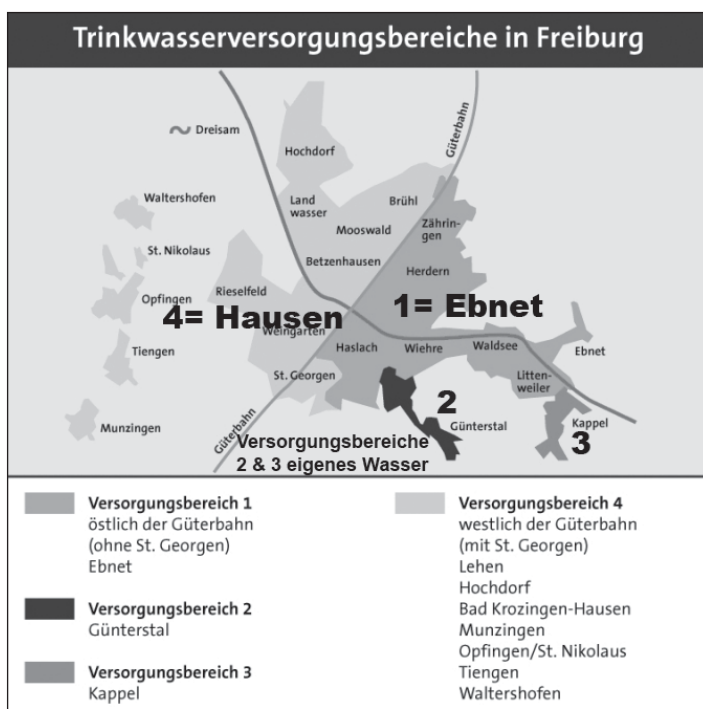 Trinkwasserversorgungsbereiche in Freiburg
Dreisam
Güterbahn
Hochdorf
Waltershofen
Land
wasser
Brühl
Mooswald
Zährin-
gen
St. Nikolaus
Betzenhausen
Herdern
Rieselfeld
Opfingen
4= Hausen
1= Ebnet
Weingarten
Tiengen
Haslach
Wiehre
Waldsee
Ebnet
St. Georgen
Litten-
weiler
2
Munzingen
Güterbahn
Günterstal
Kappel
3
Versorgungsbereiche
2 & 3 eigenes Wasser
Versorgungsbereich 1
östlich der Güterbahn
(ohne St. Georgen)
Ebnet
Versorgungsbereich 2
Günterstal
Versorgungsbereich 3
Kappel
Versorgungsbereich 4
westlich der Güterbahn
(mit St. Georgen)
Lehen
Hochdorf
Bad Krozingen-Hausen
Munzingen
Opfingen/St. Nikolaus
Tiengen
Waltershofen